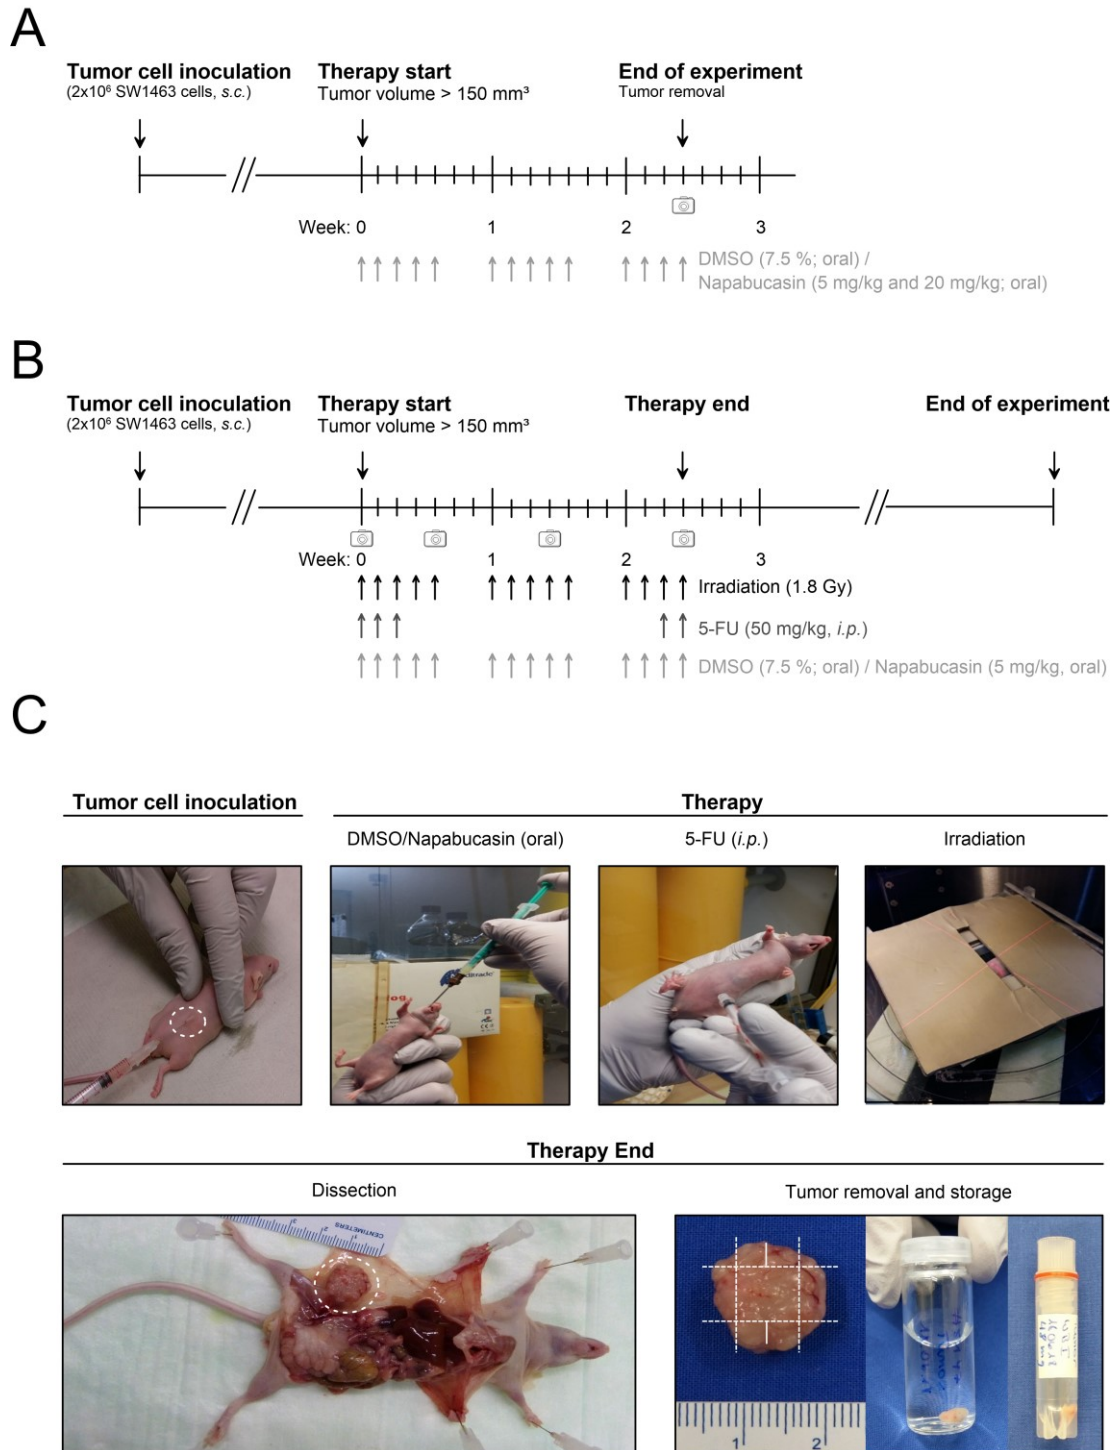 A
Tumor cell inoculation
(2x10⁶ SW1463 cells, s.c.)
Therapy start
Tumor volume > 150 mm³
End of experiment
Tumor removal
Week: 0 1 2 3
DMSO (7.5 %; oral) /
Napabucasin (5 mg/kg and 20 mg/kg; oral)
B
Tumor cell inoculation
(2x10⁶ SW1463 cells, s.c.)
Therapy start
Tumor volume > 150 mm³
Therapy end
End of experiment
Week: 0 1 2 3
Irradiation (1.8 Gy)
5-FU (50 mg/kg, i.p.)
DMSO (7.5 %; oral) / Napabucasin (5 mg/kg, oral)
C
Tumor cell inoculation
Therapy
DMSO/Napabucasin (oral)
5-FU (i.p.)
Irradiation
Therapy End
Dissection
Tumor removal and storage
CENTIMETERS
1 2